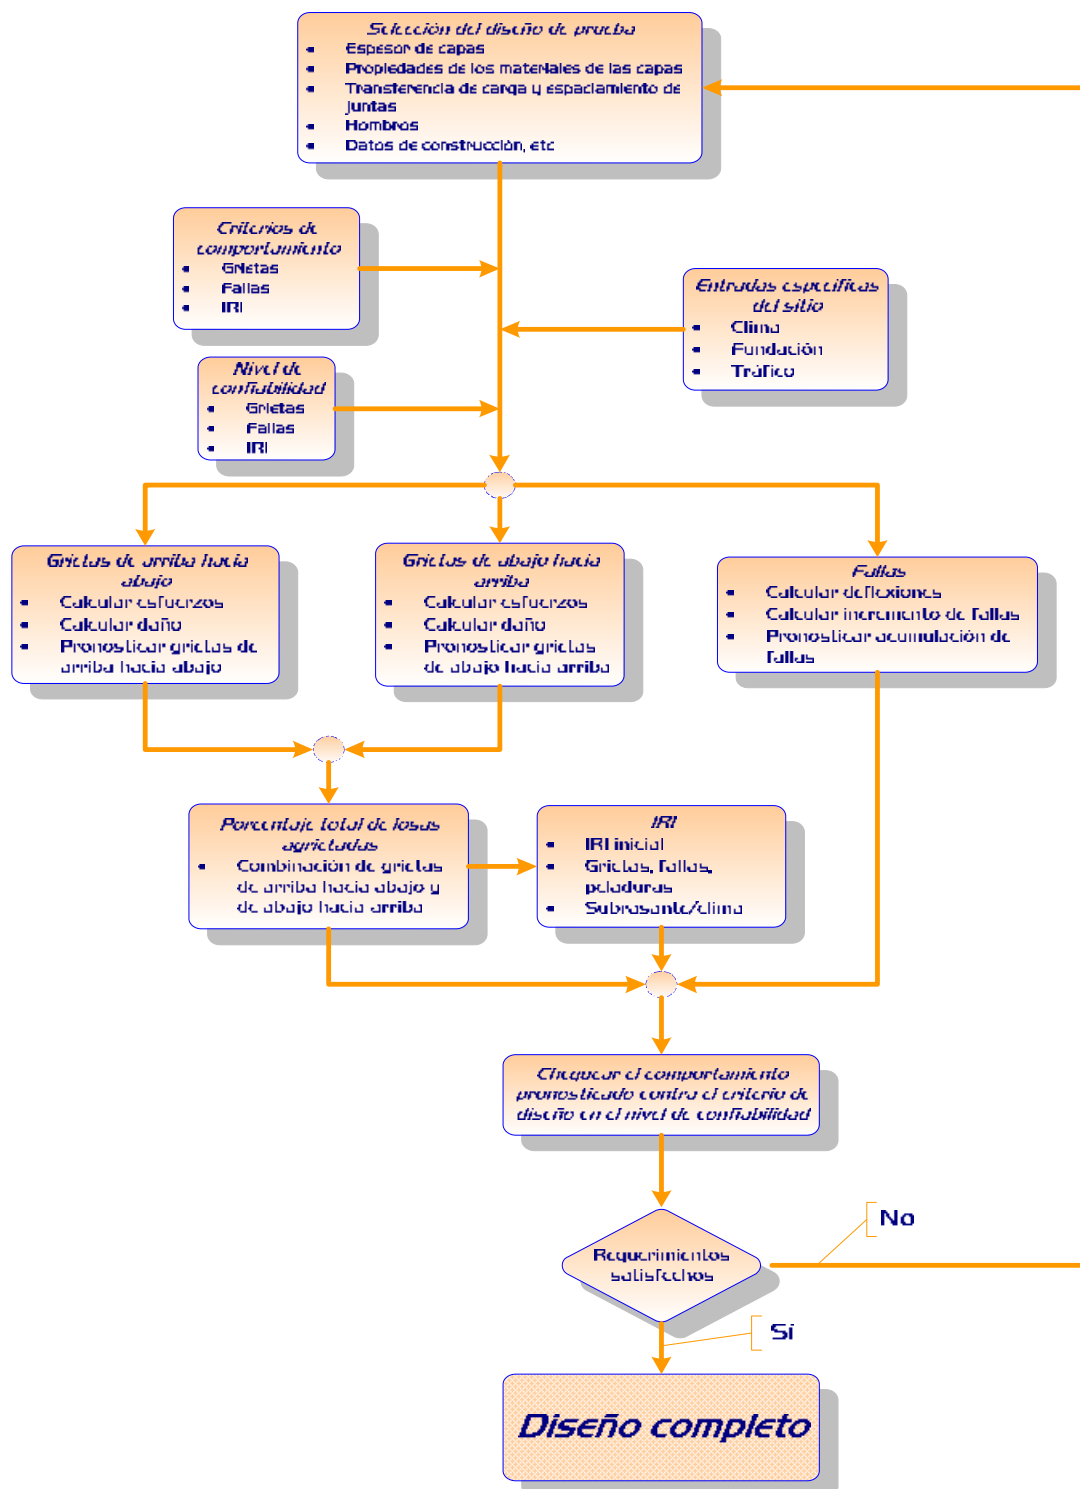 Selección del diseño de prueba
Espesor de capas
Propiedades de los materiales de las capas
Transferencia de carga y espaciamiento de
juntas
Hombros
Datos de construcción, etc
Criterios de
comportamiento
Grietas
Fallas
IRI
Entradas específicas
del sitio
Clima
Fundación
Tráfico
Nivel de
confiabilidad
Grietas
Fallas
IRI
Grietas de arriba hacia
abajo
Calcular esfuerzos
Calcular daño
Pronosticar grietas de
arriba hacia abajo
Grietas de abajo hacia
arriba
Calcular esfuerzos
Calcular daño
Pronosticar grietas
de abajo hacia arriba
Fallas
Calcular deflexiones
Calcular incremento de fallas
Pronosticar acumulación de
fallas
Porcentaje total de losas
agrietadas
Combinación de grietas
de arriba hacia abajo y
de abajo hacia arriba
IRI
IRI inicial
Grietas, fallas,
peladuras
Subrasante/clima
Chequear el comportamiento
pronosticado contra el criterio de
diseño en el nivel de confiabilidad
No
Requerimientos
satisfechos
Sí
Diseño completo